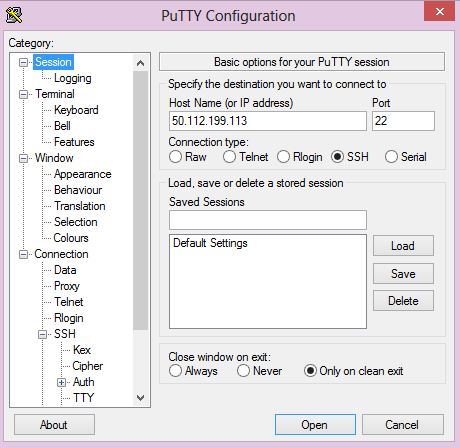 PuTTY Configuration
Category:
Session
Logging
Terminal
Keyboard
Bell
Features
Window
Appearance
Behaviour
Translation
Selection
Colours
Connection
Data
Proxy
Telnet
Rlogin
SSH
Kex
Cipher
Auth
TTY
Basic options for your PuTTY session
Specify the destination you want to connect to
Host Name (or IP address) Port
50.112.199.113 22
Connection type:
Raw Telnet Rlogin SSH Serial
Load, save or delete a stored session
Saved Sessions
Default Settings
Load
Save
Delete
Close window on exit:
Always Never Only on clean exit
About Open Cancel